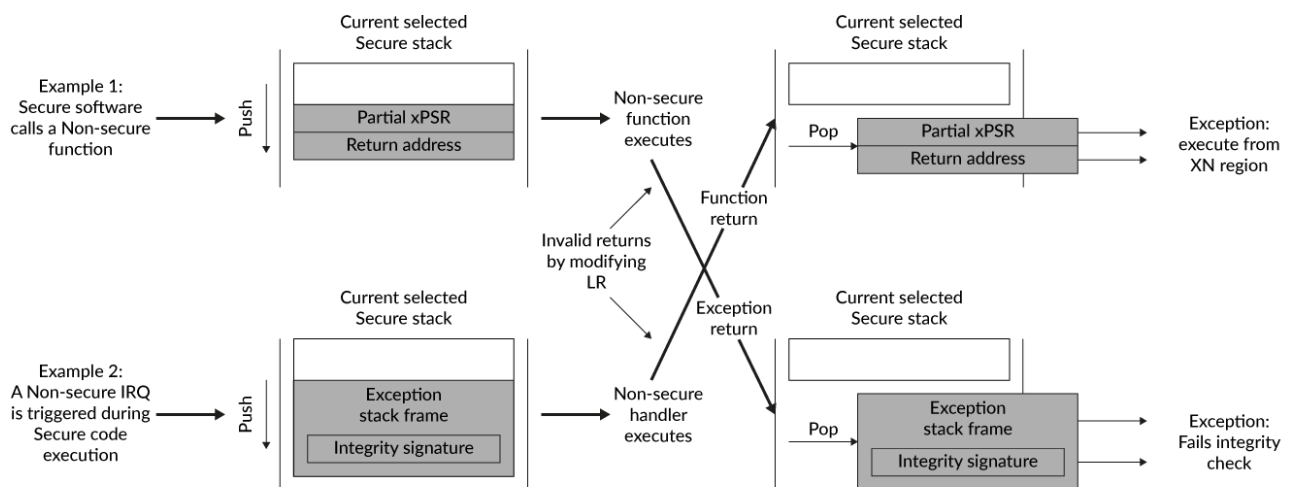 Current selected
Secure stack
Current selected
Secure stack
Example 1:
Secure software
calls a Non-secure
function
Push
Partial xPSR
Return address
Non-secure
function
executes
Pop
Partial xPSR
Return address
Exception:
execute from
XN region
Invalid returns
by modifying
LR
Function
return
Exception
return
Current selected
Secure stack
Current selected
Secure stack
Example 2:
A Non-secure IRQ
is triggered during
Secure code
execution
Push
Exception
stack frame
Integrity signature
Non-secure
handler
executes
Pop
Exception
stack frame
Integrity signature
Exception:
Fails integrity
check